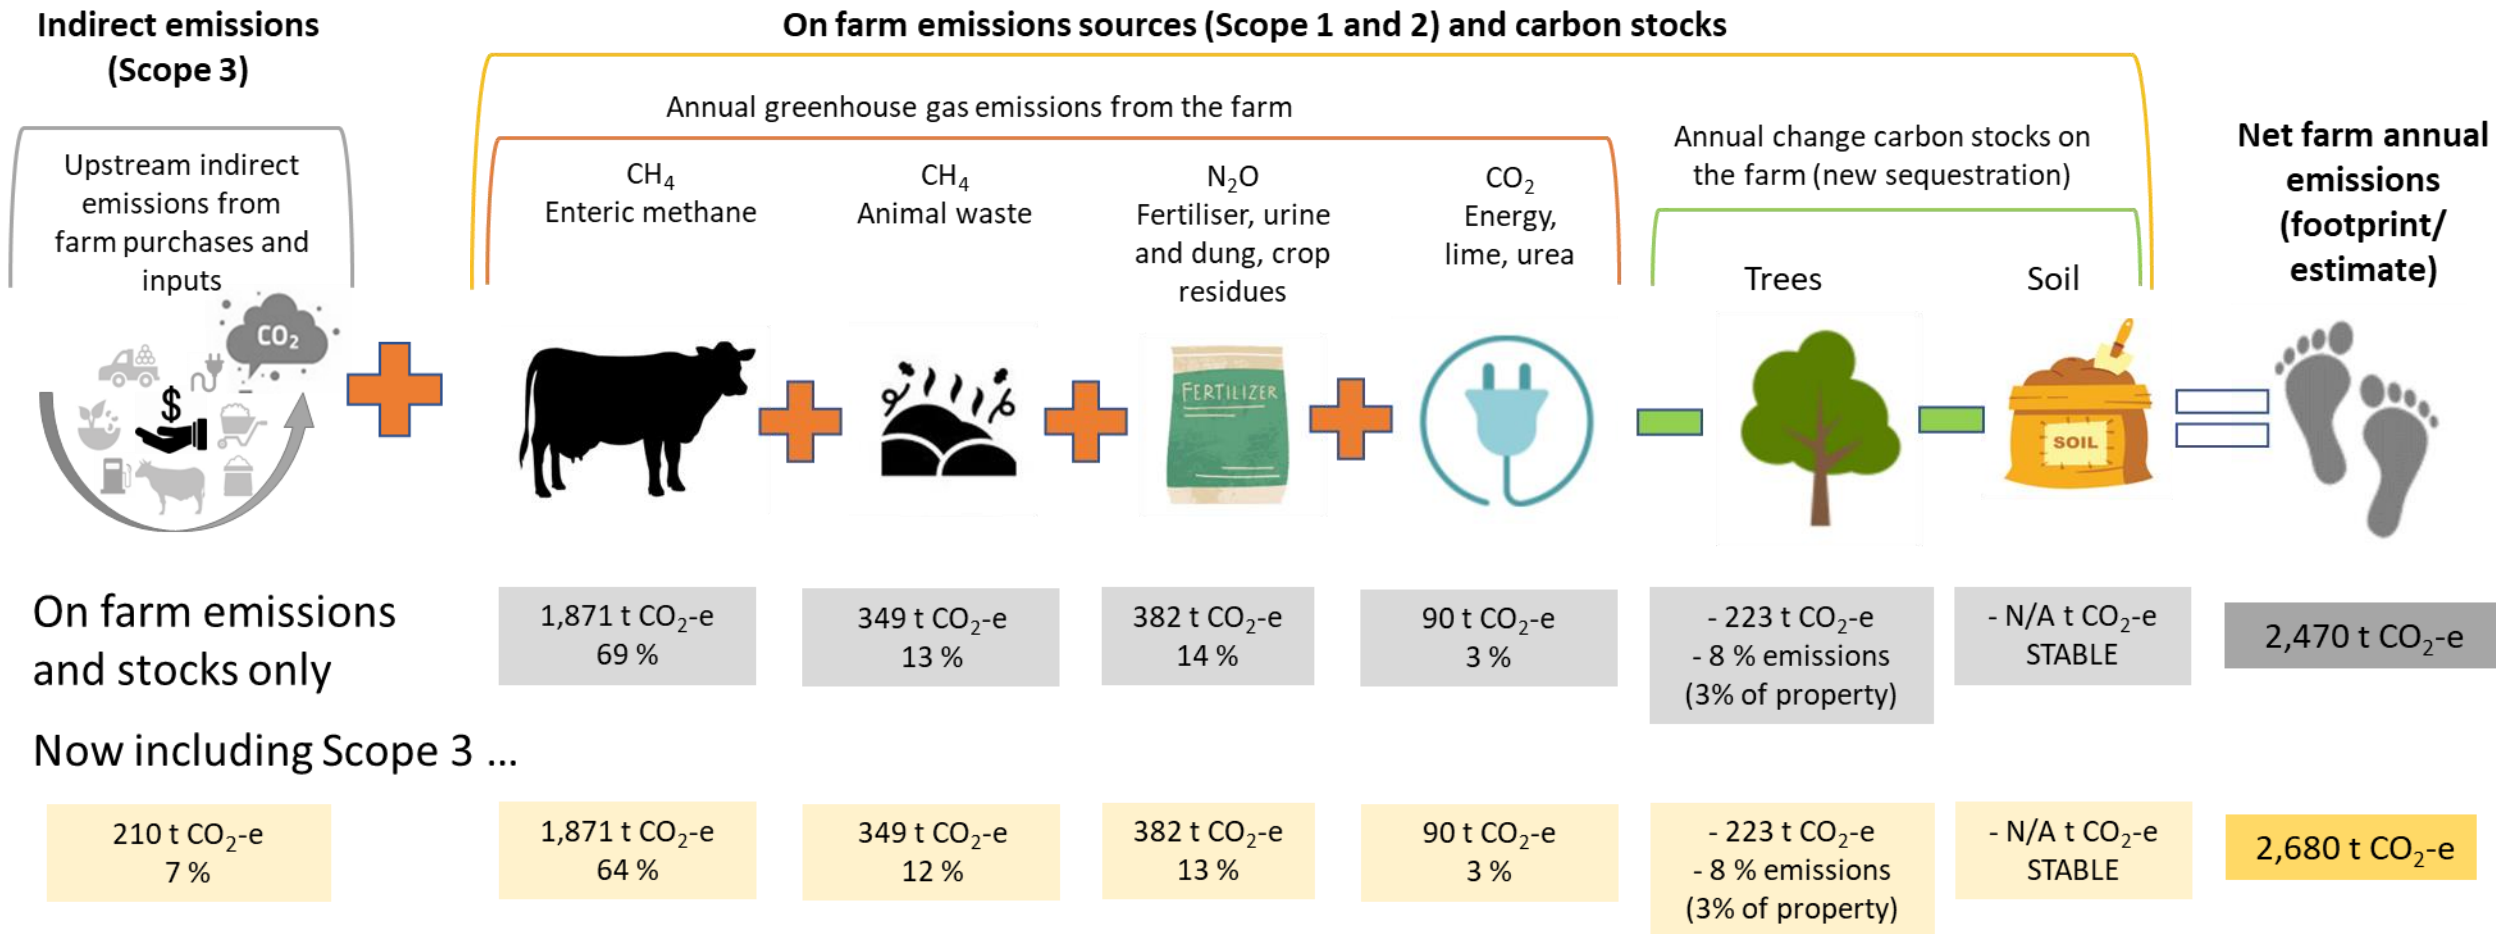 Indirect emissions
(Scope 3)
On farm emissions sources (Scope 1 and 2) and carbon stocks
Annual greenhouse gas emissions from the farm
Upstream indirect
emissions from
farm purchases and
inputs
CH₄
Enteric methane
CH₄
Animal waste
N₂O
Fertiliser, urine
and dung, crop
residues
CO₂
Energy,
lime, urea
Annual change carbon stocks on
the farm (new sequestration)
Trees
Soil
Net farm annual
emissions
(footprint/
estimate)
CO₂
$
FERTILIZER
SOIL
On farm emissions
and stocks only
1,871 t CO₂-e
69 %
349 t CO₂-e
13 %
382 t CO₂-e
14 %
90 t CO₂-e
3 %
- 223 t CO₂-e
- 8 % emissions
(3% of property)
- N/A t CO₂-e
STABLE
2,470 t CO₂-e
Now including Scope 3 ...
210 t CO₂-e
7 %
1,871 t CO₂-e
64 %
349 t CO₂-e
12 %
382 t CO₂-e
13 %
90 t CO₂-e
3 %
- 223 t CO₂-e
- 8 % emissions
(3% of property)
- N/A t CO₂-e
STABLE
2,680 t CO₂-e